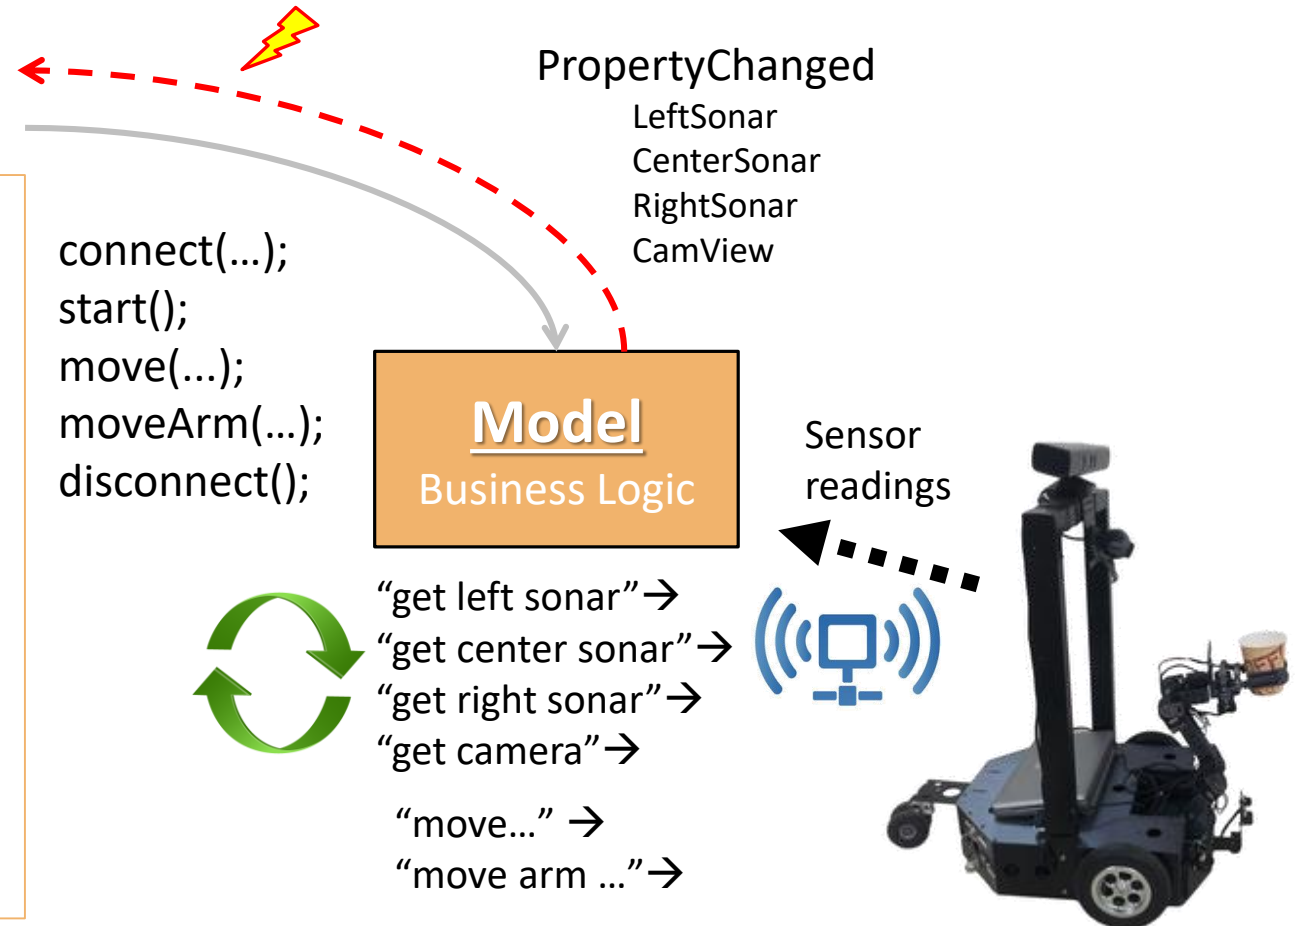 PropertyChanged
LeftSonar
CenterSonar
RightSonar
CamView
connect(…);
start();
move(...);
moveArm(…);
disconnect();
Model
Business Logic
Sensor
readings
“get left sonar”→
“get center sonar”→
“get right sonar”→
“get camera”→
“move…” →
“move arm …”→